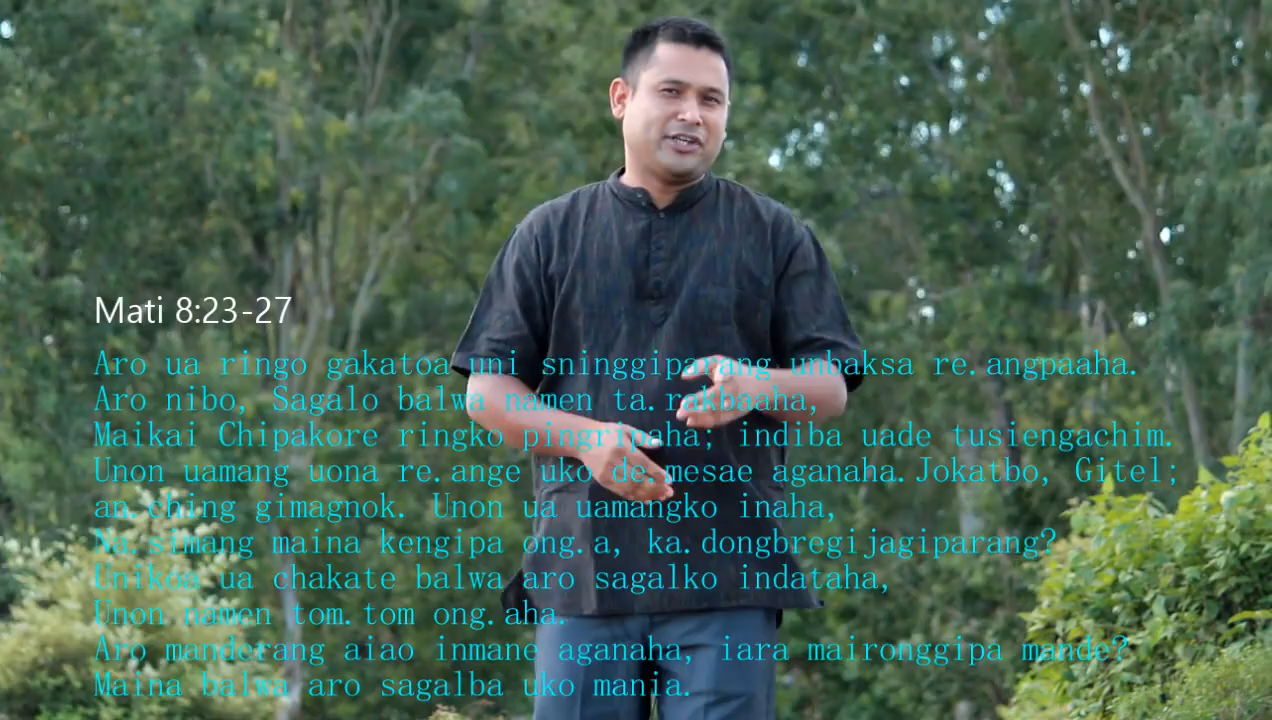 Mati 8:23-27
Aro ua ringo gakatoa uni sninggiparang unbaksa re.angpaaha.
Aro nibo, Sagalo balwa namen ta.rakbaaha,
Maikai Chipakore ringko pingripaha; indiba uade tusiengachim.
Unon uamang uona re.ange uko de.mesae aganaha.Jokatbo, Gitel;
an.ching gimagnok. Unon ua uamangko inaha,
Na.simang maina kengipa ong.a, ka.dongbregijagiparang?
Unikoa ua chakate balwa aro sagalko indataha,
Unon namen tom.tom ong.aha.
Aro manderang aiao inmane aganaha, iara maironggipa mande?
Maina balwa aro sagalba uko mania.